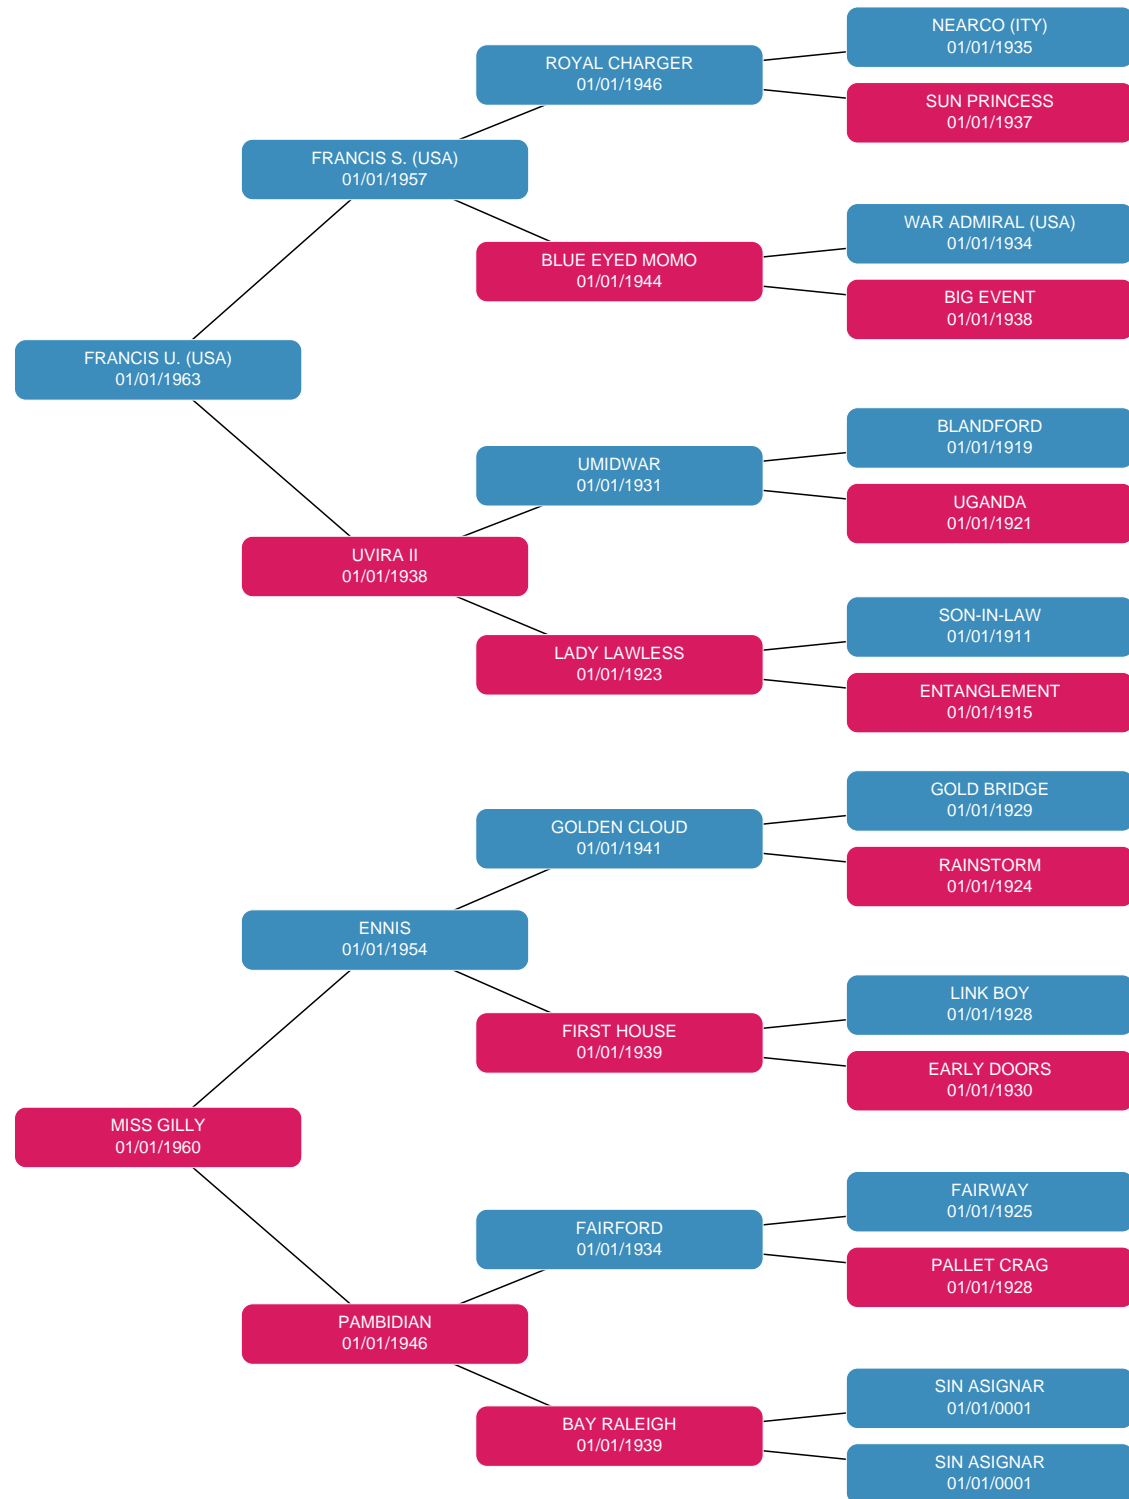 NEARCO (ITY)
01/01/1935
ROYAL CHARGER
01/01/1946
SUN PRINCESS
01/01/1937
FRANCIS S. (USA)
01/01/1957
WAR ADMIRAL (USA)
01/01/1934
BLUE EYED MOMO
01/01/1944
BIG EVENT
01/01/1938
FRANCIS U. (USA)
01/01/1963
BLANDFORD
01/01/1919
UMIDWAR
01/01/1931
UGANDA
01/01/1921
UVIRA II
01/01/1938
SON-IN-LAW
01/01/1911
LADY LAWLESS
01/01/1923
ENTANGLEMENT
01/01/1915
GOLD BRIDGE
01/01/1929
GOLDEN CLOUD
01/01/1941
RAINSTORM
01/01/1924
ENNIS
01/01/1954
LINK BOY
01/01/1928
FIRST HOUSE
01/01/1939
EARLY DOORS
01/01/1930
MISS GILLY
01/01/1960
FAIRWAY
01/01/1925
FAIRFORD
01/01/1934
PALLET CRAG
01/01/1928
PAMBIDIAN
01/01/1946
SIN ASIGNAR
01/01/0001
BAY RALEIGH
01/01/1939
SIN ASIGNAR
01/01/0001